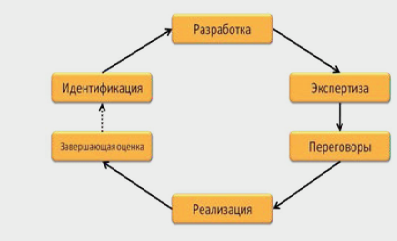 Разработка
Идентификация
Экспертиза
Завершающая оценка
Переговоры
Реализация